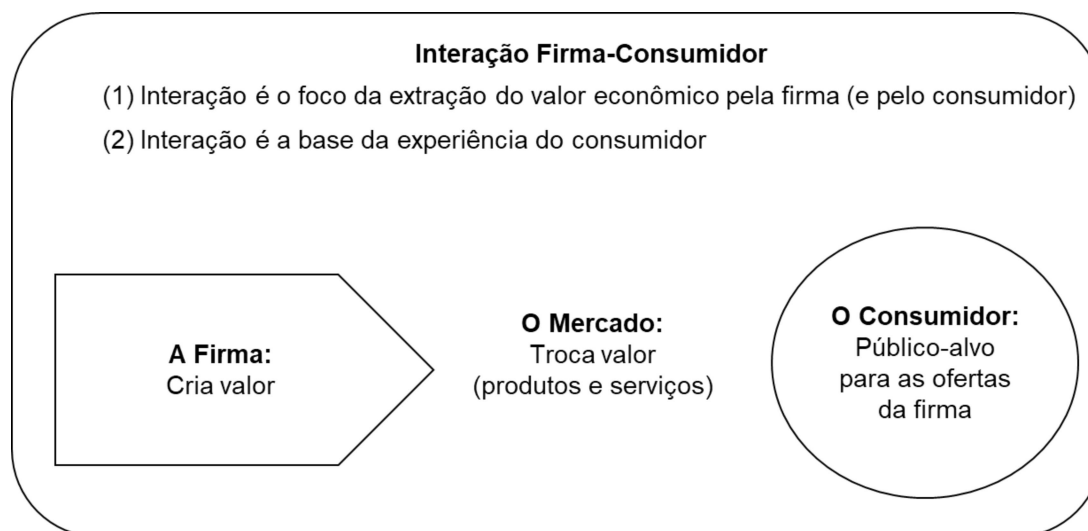 Interação Firma-Consumidor
(1) Interação é o foco da extração do valor econômico pela firma (e pelo consumidor)
(2) Interação é a base da experiência do consumidor
A Firma:
Cria valor
O Mercado:
Troca valor
(produtos e serviços)
O Consumidor:
Público-alvo
para as ofertas
da firma